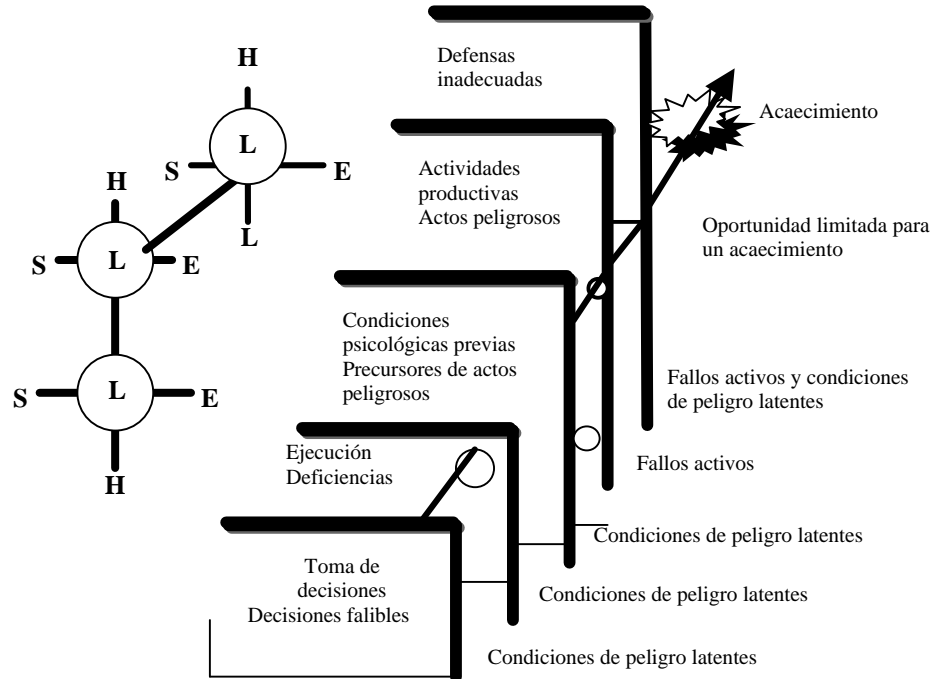 H
L
S
E
L
H
L
S
E
L
S
E
H
Defensas
inadecuadas
Acaecimiento
Actividades
productivas
Actos peligrosos
Oportunidad limitada para
un acaecimiento
Condiciones
psicológicas previas
Precursores de actos
peligrosos
Fallos activos y condiciones
de peligro latentes
Ejecución
Deficiencias
Fallos activos
Condiciones de peligro latentes
Toma de
decisiones
Decisiones falibles
Condiciones de peligro latentes
Condiciones de peligro latentes